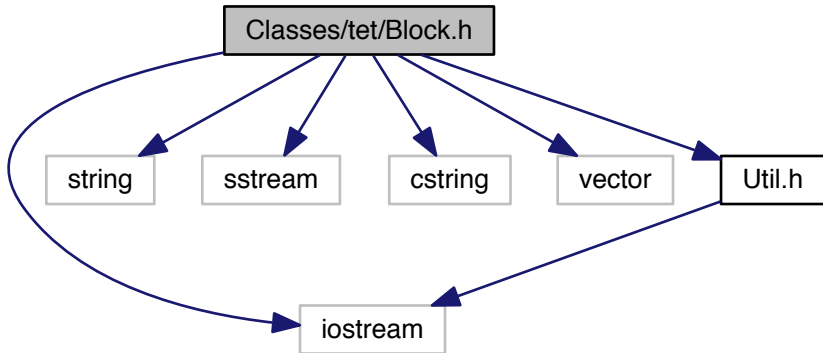 Classes/tet/Block.h
string
sstream
cstring
vector
Util.h
iostream